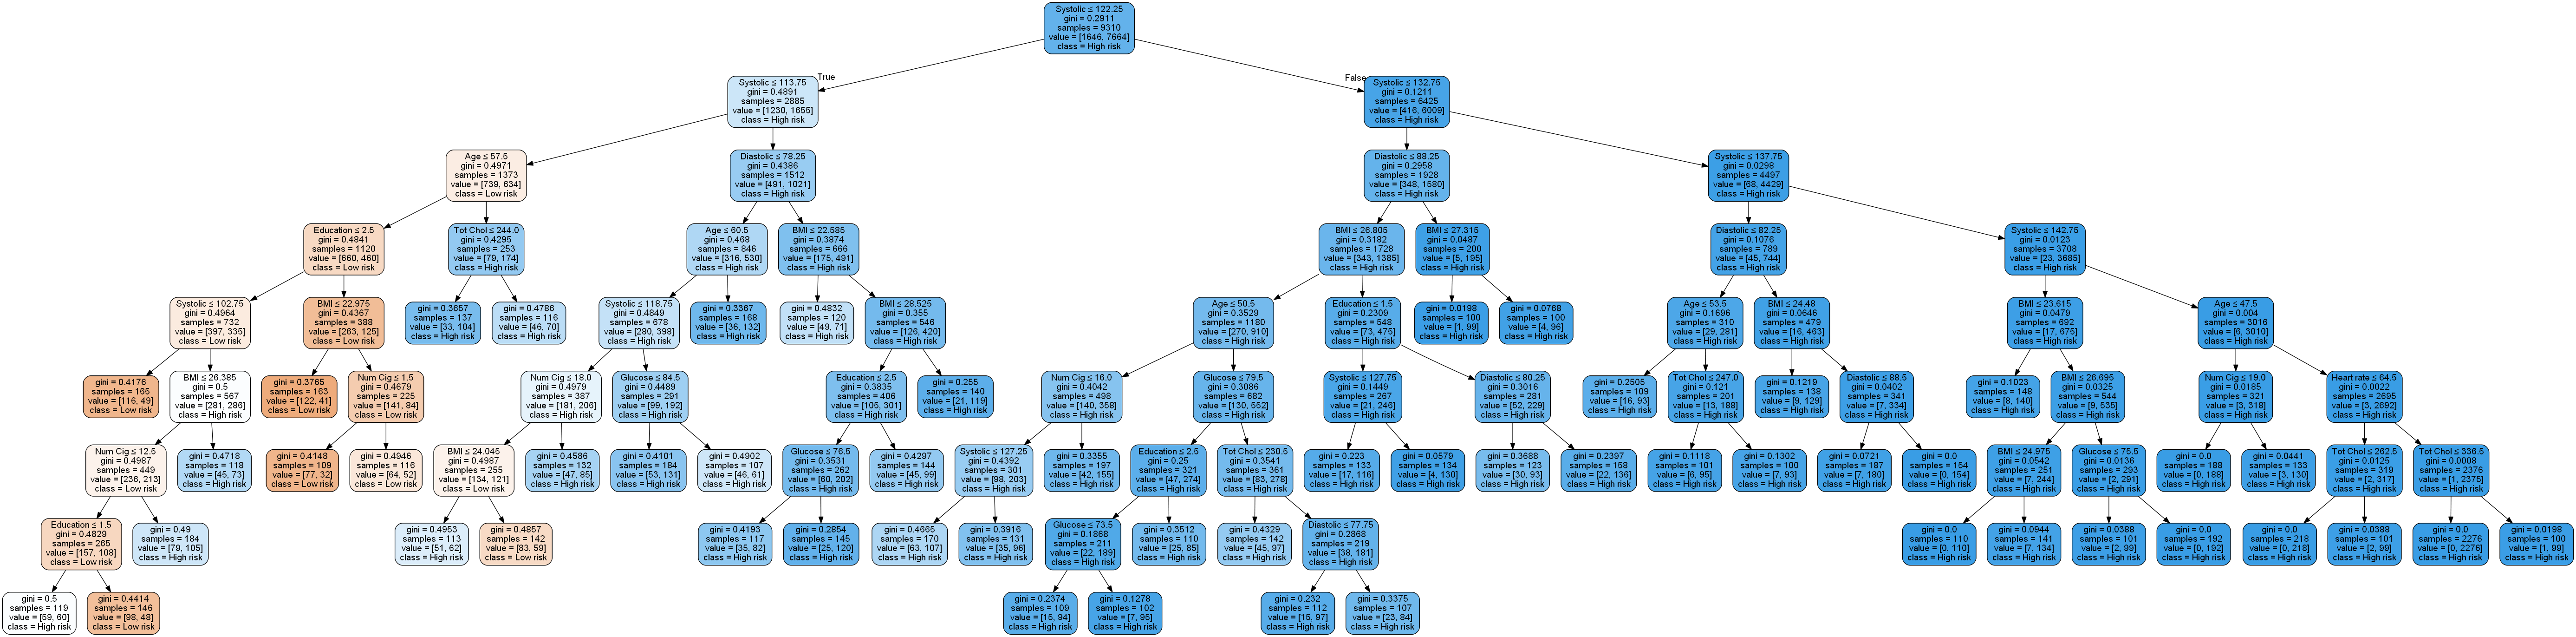 Systolic ≤ 122.25
gini = 0.2911
samples = 9310
value = [1646, 7664]
class = High risk
True
False
Systolic ≤ 113.75
gini = 0.4891
samples = 2885
value = [1230, 1655]
class = High risk
Systolic ≤ 132.75
gini = 0.1211
samples = 6425
value = [416, 6009]
class = High risk
Age ≤ 57.5
gini = 0.4971
samples = 1373
value = [739, 634]
class = Low risk
Diastolic ≤ 78.25
gini = 0.4386
samples = 1512
value = [491, 1021]
class = High risk
Diastolic ≤ 88.25
gini = 0.2958
samples = 1928
value = [348, 1580]
class = High risk
Systolic ≤ 137.75
gini = 0.0298
samples = 4497
value = [68, 4429]
class = High risk
Education ≤ 2.5
gini = 0.4841
samples = 1120
value = [660, 460]
class = Low risk
Tot Chol ≤ 244.0
gini = 0.4295
samples = 253
value = [79, 174]
class = High risk
Age ≤ 60.5
gini = 0.468
samples = 846
value = [316, 530]
class = High risk
BMI ≤ 22.585
gini = 0.3874
samples = 666
value = [175, 491]
class = High risk
BMI ≤ 26.805
gini = 0.3182
samples = 1728
value = [343, 1385]
class = High risk
BMI ≤ 27.315
gini = 0.0487
samples = 200
value = [5, 195]
class = High risk
Diastolic ≤ 82.25
gini = 0.1076
samples = 789
value = [45, 744]
class = High risk
Systolic ≤ 142.75
gini = 0.0123
samples = 3708
value = [23, 3685]
class = High risk
Systolic ≤ 102.75
gini = 0.4964
samples = 732
value = [397, 335]
class = Low risk
BMI ≤ 22.975
gini = 0.4367
samples = 388
value = [263, 125]
class = Low risk
gini = 0.3657
samples = 137
value = [33, 104]
class = High risk
gini = 0.4786
samples = 116
value = [46, 70]
class = High risk
Systolic ≤ 118.75
gini = 0.4849
samples = 678
value = [280, 398]
class = High risk
gini = 0.3367
samples = 168
value = [36, 132]
class = High risk
gini = 0.4832
samples = 120
value = [49, 71]
class = High risk
BMI ≤ 28.525
gini = 0.355
samples = 546
value = [126, 420]
class = High risk
Age ≤ 50.5
gini = 0.3529
samples = 1180
value = [270, 910]
class = High risk
Education ≤ 1.5
gini = 0.2309
samples = 548
value = [73, 475]
class = High risk
gini = 0.0198
samples = 100
value = [1, 99]
class = High risk
gini = 0.0768
samples = 100
value = [4, 96]
class = High risk
Age ≤ 53.5
gini = 0.1696
samples = 310
value = [29, 281]
class = High risk
BMI ≤ 24.48
gini = 0.0646
samples = 479
value = [16, 463]
class = High risk
BMI ≤ 23.615
gini = 0.0479
samples = 692
value = [17, 675]
class = High risk
Age ≤ 47.5
gini = 0.004
samples = 3016
value = [6, 3010]
class = High risk
gini = 0.4176
samples = 165
value = [116, 49]
class = Low risk
BMI ≤ 26.385
gini = 0.5
samples = 567
value = [281, 286]
class = High risk
gini = 0.3765
samples = 163
value = [122, 41]
class = Low risk
Num Cig ≤ 1.5
gini = 0.4679
samples = 225
value = [141, 84]
class = Low risk
Num Cig ≤ 18.0
gini = 0.4979
samples = 387
value = [181, 206]
class = High risk
Glucose ≤ 84.5
gini = 0.4489
samples = 291
value = [99, 192]
class = High risk
Education ≤ 2.5
gini = 0.3835
samples = 406
value = [105, 301]
class = High risk
gini = 0.255
samples = 140
value = [21, 119]
class = High risk
Num Cig ≤ 16.0
gini = 0.4042
samples = 498
value = [140, 358]
class = High risk
Glucose ≤ 79.5
gini = 0.3086
samples = 682
value = [130, 552]
class = High risk
Systolic ≤ 127.75
gini = 0.1449
samples = 267
value = [21, 246]
class = High risk
Diastolic ≤ 80.25
gini = 0.3016
samples = 281
value = [52, 229]
class = High risk
gini = 0.2505
samples = 109
value = [16, 93]
class = High risk
Tot Chol ≤ 247.0
gini = 0.121
samples = 201
value = [13, 188]
class = High risk
gini = 0.1219
samples = 138
value = [9, 129]
class = High risk
Diastolic ≤ 88.5
gini = 0.0402
samples = 341
value = [7, 334]
class = High risk
gini = 0.1023
samples = 148
value = [8, 140]
class = High risk
BMI ≤ 26.695
gini = 0.0325
samples = 544
value = [9, 535]
class = High risk
Num Cig ≤ 19.0
gini = 0.0185
samples = 321
value = [3, 318]
class = High risk
Heart rate ≤ 64.5
gini = 0.0022
samples = 2695
value = [3, 2692]
class = High risk
Num Cig ≤ 12.5
gini = 0.4987
samples = 449
value = [236, 213]
class = Low risk
gini = 0.4718
samples = 118
value = [45, 73]
class = High risk
gini = 0.4148
samples = 109
value = [77, 32]
class = Low risk
gini = 0.4946
samples = 116
value = [64, 52]
class = Low risk
BMI ≤ 24.045
gini = 0.4987
samples = 255
value = [134, 121]
class = Low risk
gini = 0.4586
samples = 132
value = [47, 85]
class = High risk
gini = 0.4101
samples = 184
value = [53, 131]
class = High risk
gini = 0.4902
samples = 107
value = [46, 61]
class = High risk
Glucose ≤ 76.5
gini = 0.3531
samples = 262
value = [60, 202]
class = High risk
gini = 0.4297
samples = 144
value = [45, 99]
class = High risk
Systolic ≤ 127.25
gini = 0.4392
samples = 301
value = [98, 203]
class = High risk
gini = 0.3355
samples = 197
value = [42, 155]
class = High risk
Education ≤ 2.5
gini = 0.25
samples = 321
value = [47, 274]
class = High risk
Tot Chol ≤ 230.5
gini = 0.3541
samples = 361
value = [83, 278]
class = High risk
gini = 0.223
samples = 133
value = [17, 116]
class = High risk
gini = 0.0579
samples = 134
value = [4, 130]
class = High risk
gini = 0.3688
samples = 123
value = [30, 93]
class = High risk
gini = 0.2397
samples = 158
value = [22, 136]
class = High risk
gini = 0.1118
samples = 101
value = [6, 95]
class = High risk
gini = 0.1302
samples = 100
value = [7, 93]
class = High risk
gini = 0.0721
samples = 187
value = [7, 180]
class = High risk
gini = 0.0
samples = 154
value = [0, 154]
class = High risk
BMI ≤ 24.975
gini = 0.0542
samples = 251
value = [7, 244]
class = High risk
Glucose ≤ 75.5
gini = 0.0136
samples = 293
value = [2, 291]
class = High risk
gini = 0.0
samples = 188
value = [0, 188]
class = High risk
gini = 0.0441
samples = 133
value = [3, 130]
class = High risk
Tot Chol ≤ 262.5
gini = 0.0125
samples = 319
value = [2, 317]
class = High risk
Tot Chol ≤ 336.5
gini = 0.0008
samples = 2376
value = [1, 2375]
class = High risk
Education ≤ 1.5
gini = 0.4829
samples = 265
value = [157, 108]
class = Low risk
gini = 0.49
samples = 184
value = [79, 105]
class = High risk
gini = 0.4953
samples = 113
value = [51, 62]
class = High risk
gini = 0.4857
samples = 142
value = [83, 59]
class = Low risk
gini = 0.4193
samples = 117
value = [35, 82]
class = High risk
gini = 0.2854
samples = 145
value = [25, 120]
class = High risk
gini = 0.4665
samples = 170
value = [63, 107]
class = High risk
gini = 0.3916
samples = 131
value = [35, 96]
class = High risk
Glucose ≤ 73.5
gini = 0.1868
samples = 211
value = [22, 189]
class = High risk
gini = 0.3512
samples = 110
value = [25, 85]
class = High risk
gini = 0.4329
samples = 142
value = [45, 97]
class = High risk
Diastolic ≤ 77.75
gini = 0.2868
samples = 219
value = [38, 181]
class = High risk
gini = 0.0
samples = 110
value = [0, 110]
class = High risk
gini = 0.0944
samples = 141
value = [7, 134]
class = High risk
gini = 0.0388
samples = 101
value = [2, 99]
class = High risk
gini = 0.0
samples = 192
value = [0, 192]
class = High risk
gini = 0.0
samples = 218
value = [0, 218]
class = High risk
gini = 0.0388
samples = 101
value = [2, 99]
class = High risk
gini = 0.0
samples = 2276
value = [0, 2276]
class = High risk
gini = 0.0198
samples = 100
value = [1, 99]
class = High risk
gini = 0.5
samples = 119
value = [59, 60]
class = High risk
gini = 0.4414
samples = 146
value = [98, 48]
class = Low risk
gini = 0.2374
samples = 109
value = [15, 94]
class = High risk
gini = 0.1278
samples = 102
value = [7, 95]
class = High risk
gini = 0.232
samples = 112
value = [15, 97]
class = High risk
gini = 0.3375
samples = 107
value = [23, 84]
class = High risk